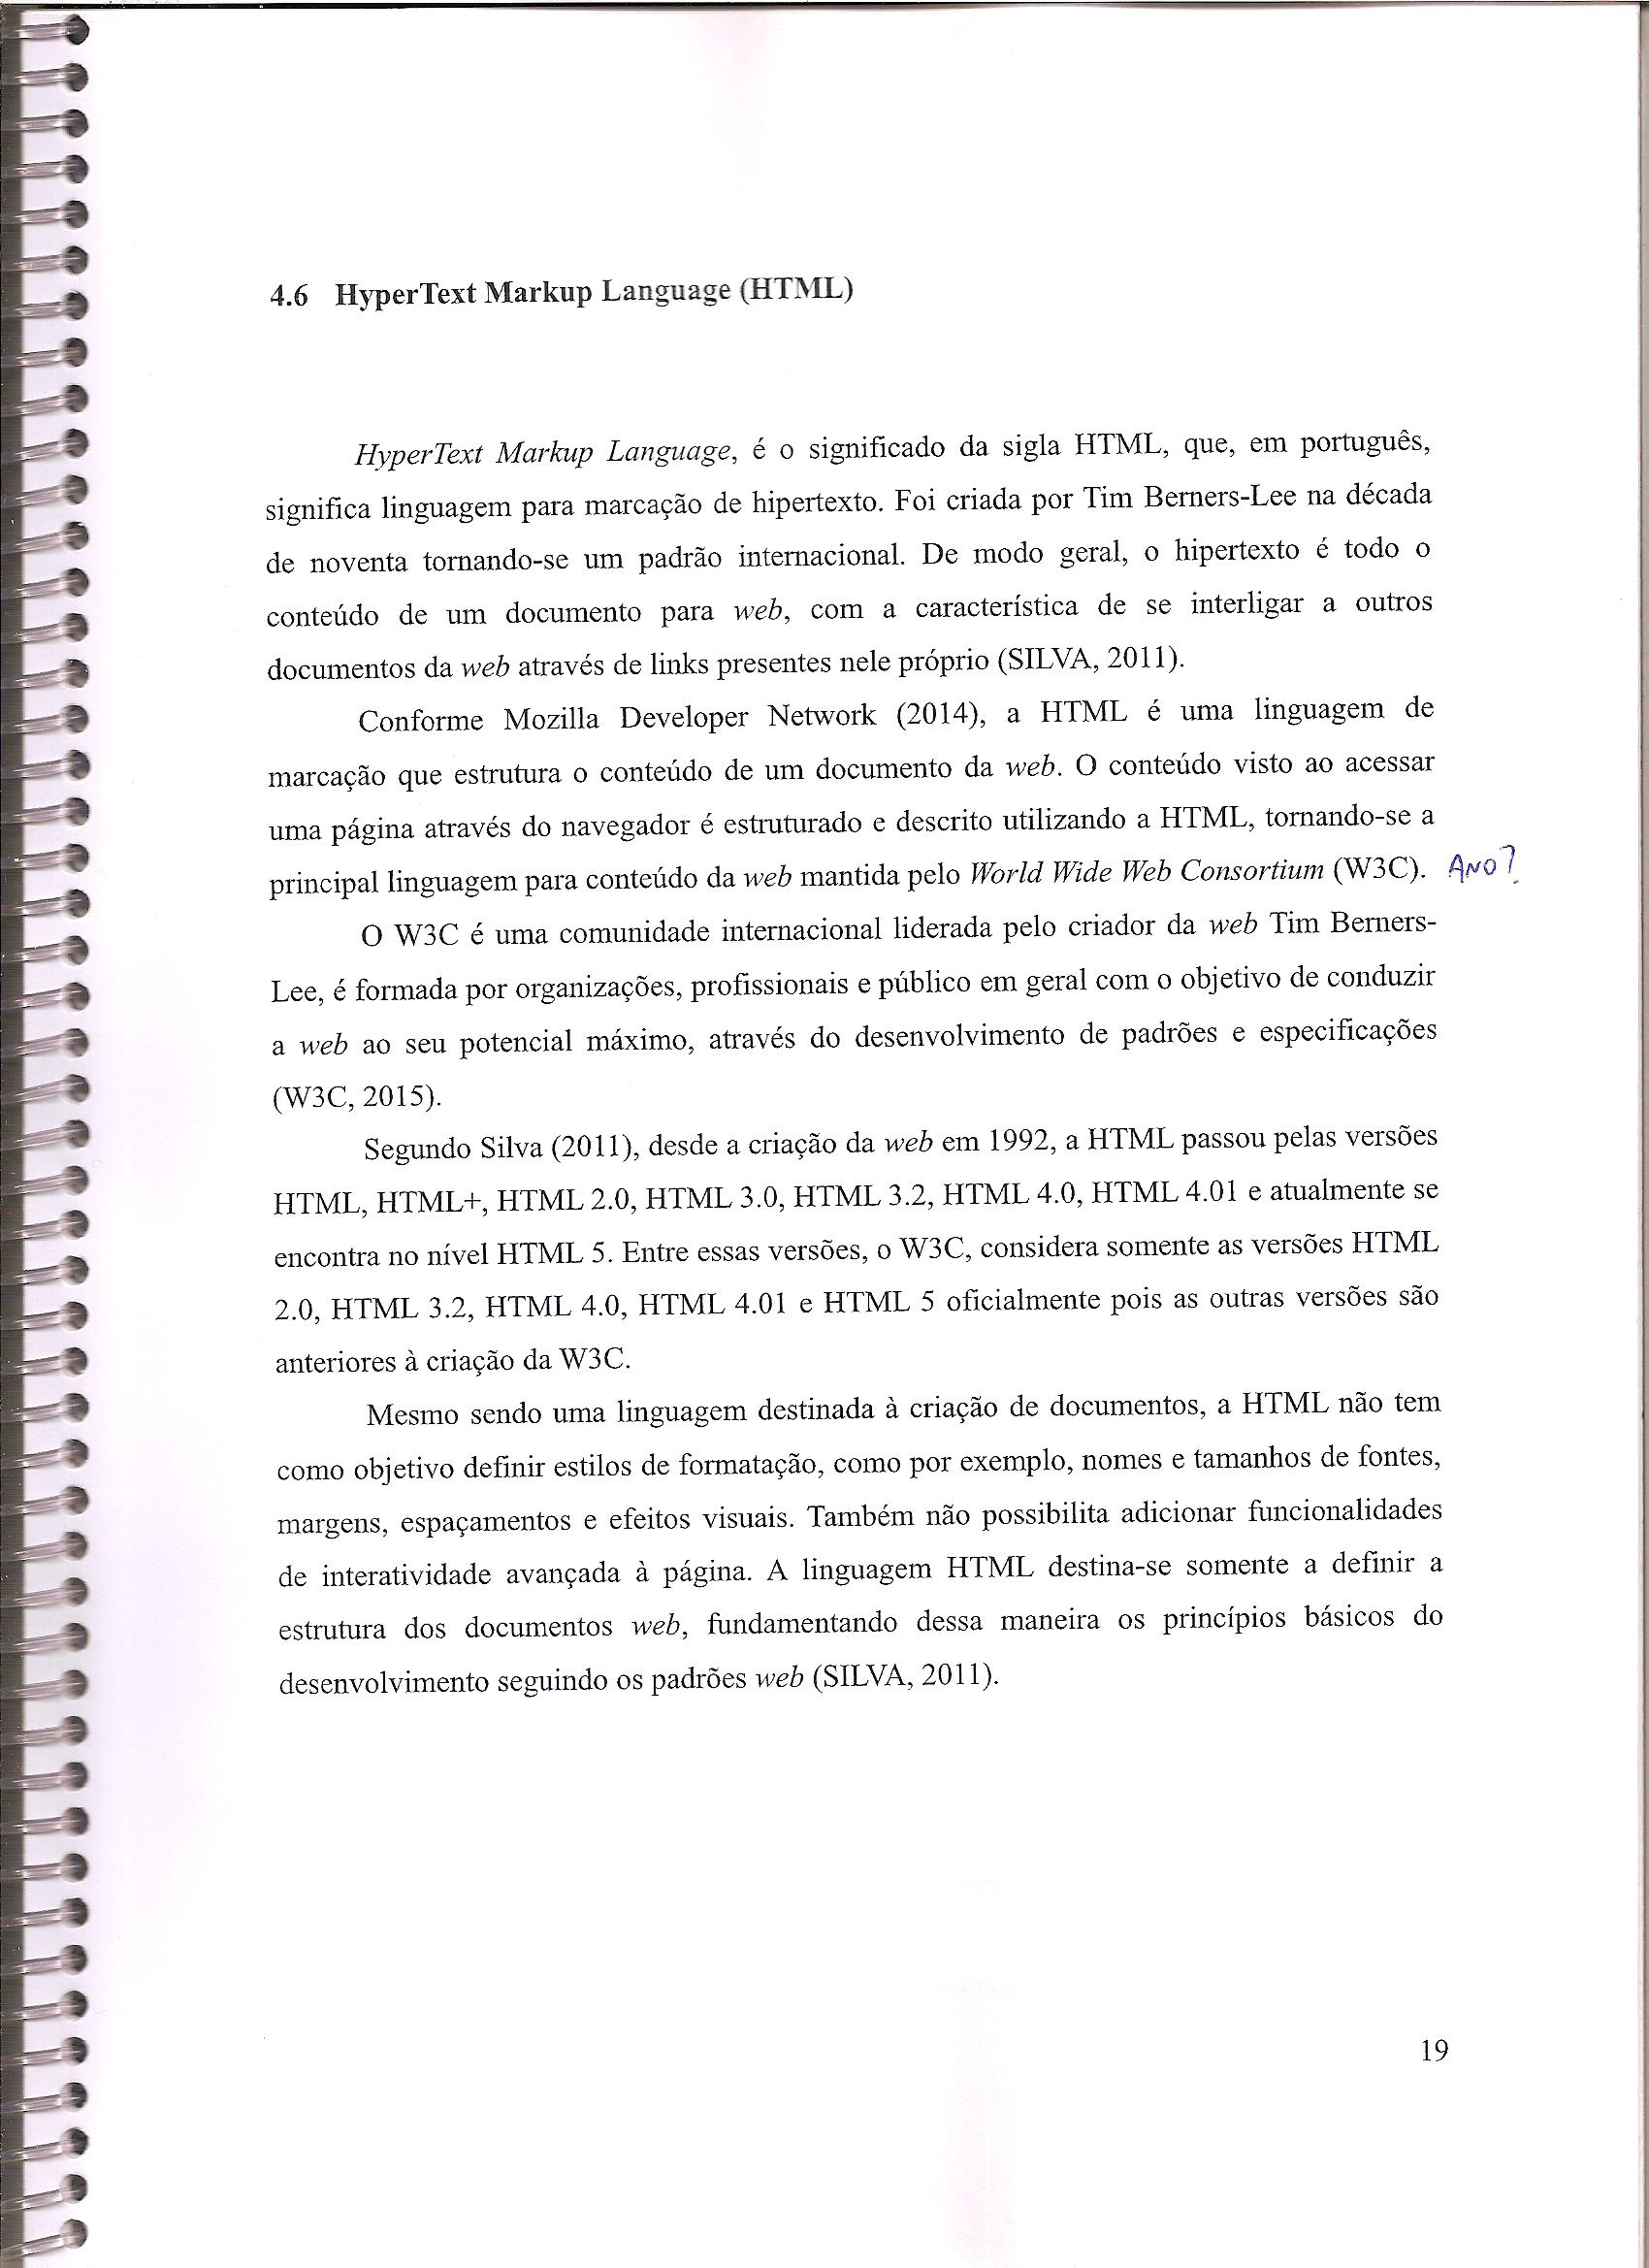 4.6 HyperText Markup Language (HTML)
HyperText Markup Language, é o significado da sigla HTML, que, em português,
significa linguagem para marcação de hipertexto. Foi criada por Tim Berners-Lee na década
de noventa tornando-se um padrão internacional. De modo geral, o hipertexto é todo o
conteúdo de um documento para web, com a característica de se interligar a outros
documentos da web através de links presentes nele próprio (SILVA, 2011).
Conforme Mozilla Developer Network (2014), a HTML é uma linguagem de
marcação que estrutura o conteúdo de um documento da web. O conteúdo visto ao acessar
uma página através do navegador é estruturado e descrito utilizando a HTML, tornando-se a
principal linguagem para conteúdo da web mantida pelo World Wide Web Consortium (W3C). ANO?
O W3C é uma comunidade internacional liderada pelo criador da web Tim Berners-
Lee, é formada por organizações, profissionais e público em geral com o objetivo de conduzir
a web ao seu potencial máximo, através do desenvolvimento de padrões e especificações
(W3C, 2015).
Segundo Silva (2011), desde a criação da web em 1992, a HTML passou pelas versões
HTML, HTML+, HTML 2.0, HTML 3.0, HTML 3.2, HTML 4.0, HTML 4.01 e atualmente se
encontra no nível HTML 5. Entre essas versões, o W3C, considera somente as versões HTML
2.0, HTML 3.2, HTML 4.0, HTML 4.01 e HTML 5 oficialmente pois as outras versões são
anteriores à criação da W3C.
Mesmo sendo uma linguagem destinada à criação de documentos, a HTML não tem
como objetivo definir estilos de formatação, como por exemplo, nomes e tamanhos de fontes,
margens, espaçamentos e efeitos visuais. Também não possibilita adicionar funcionalidades
de interatividade avançada à página. A linguagem HTML destina-se somente a definir a
estrutura dos documentos web, fundamentando dessa maneira os princípios básicos do
desenvolvimento seguindo os padrões web (SILVA, 2011).
19